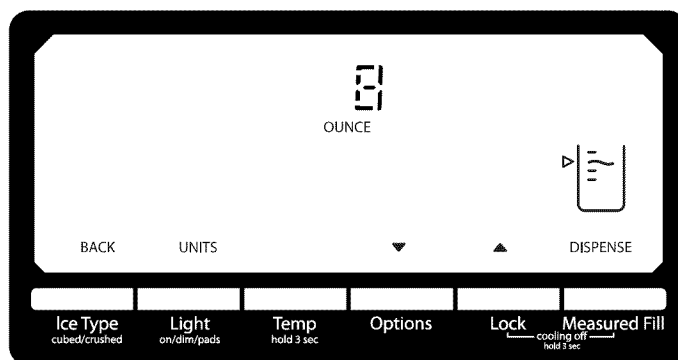 8
OUNCE
BACK UNITS ▼ ▲ DISPENSE
Ice Type Light Temp Options Lock Measured Fill
cubed/crushed on/dim/pads hold 3 sec cooling off
hold 3 sec